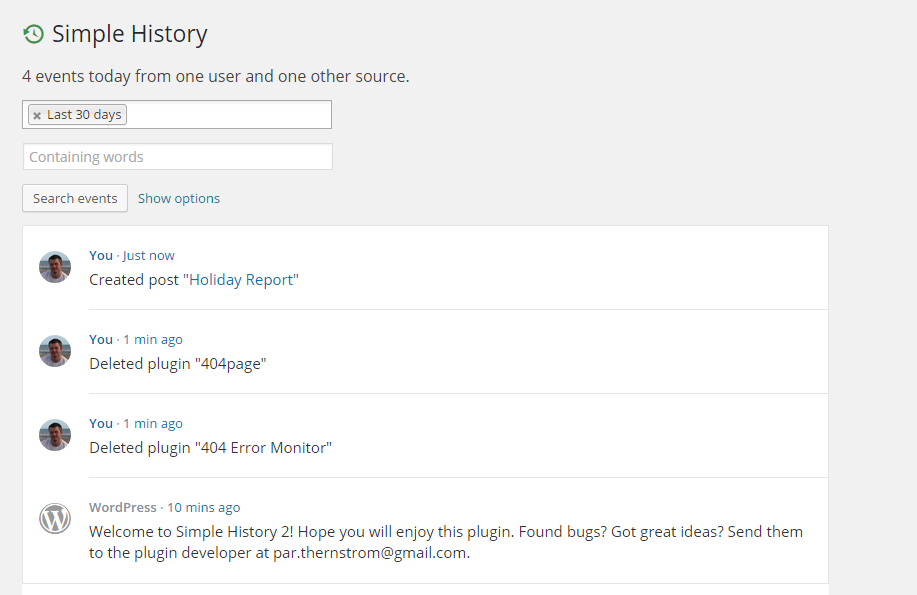 Simple History
4 events today from one user and one other source.
× Last 30 days
Containing words
Search events Show options
You · Just now
Created post "Holiday Report"
You · 1 min ago
Deleted plugin "404page"
You · 1 min ago
Deleted plugin "404 Error Monitor"
WordPress · 10 mins ago
Welcome to Simple History 2! Hope you will enjoy this plugin. Found bugs? Got great ideas? Send them
to the plugin developer at par.thernstrom@gmail.com.